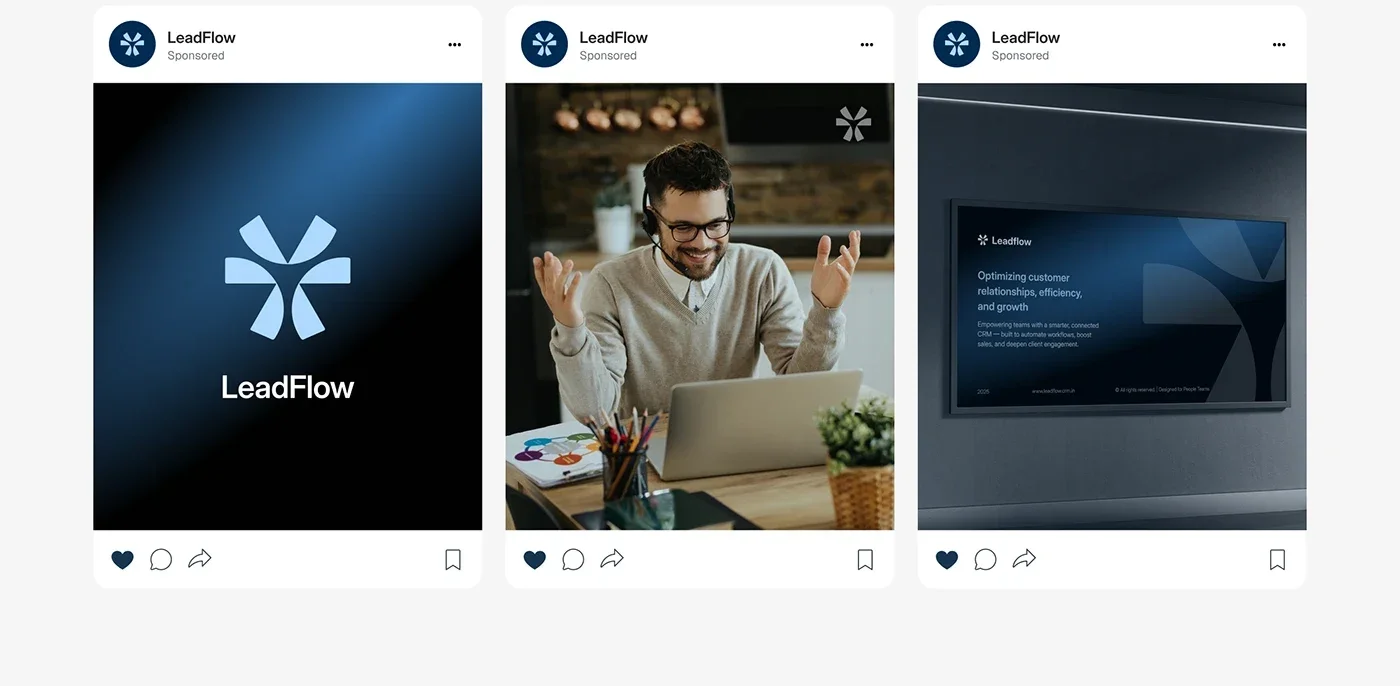 LeadFlow
Sponsored
LeadFlow
LeadFlow
Sponsored
LeadFlow
Sponsored
Leadflow
Optimizing customer
relationships, efficiency,
and growth
Empowering teams with a smarter, connected
CRM — built to automate workflows, boost
sales, and deepen client engagement.
2025
www.leadflow.com.in
© All rights reserved. | Designed by People Teams